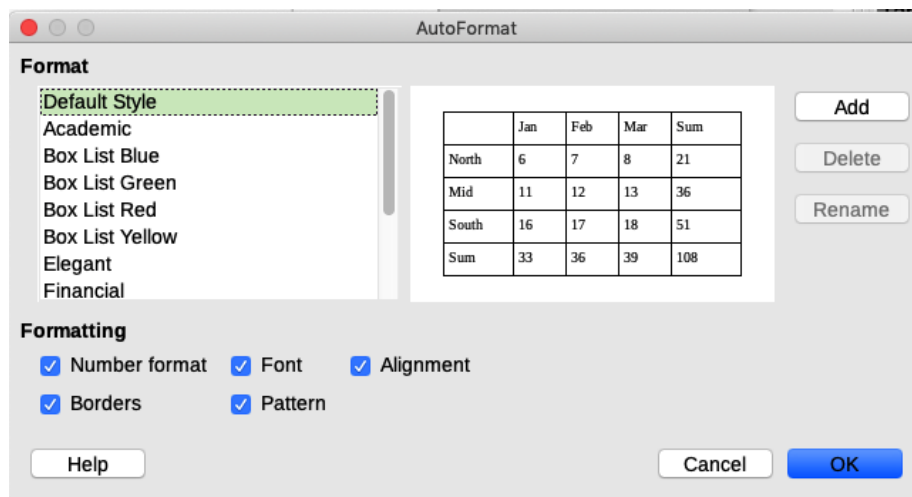 AutoFormat
Format
Default Style
Academic
Box List Blue
Box List Green
Box List Red
Box List Yellow
Elegant
Financial
Jan Feb Mar Sum
North 6 7 8 21
Mid 11 12 13 36
South 16 17 18 51
Sum 33 36 39 108
Add
Delete
Rename
Formatting
Number format Font Alignment
Borders Pattern
Help Cancel OK